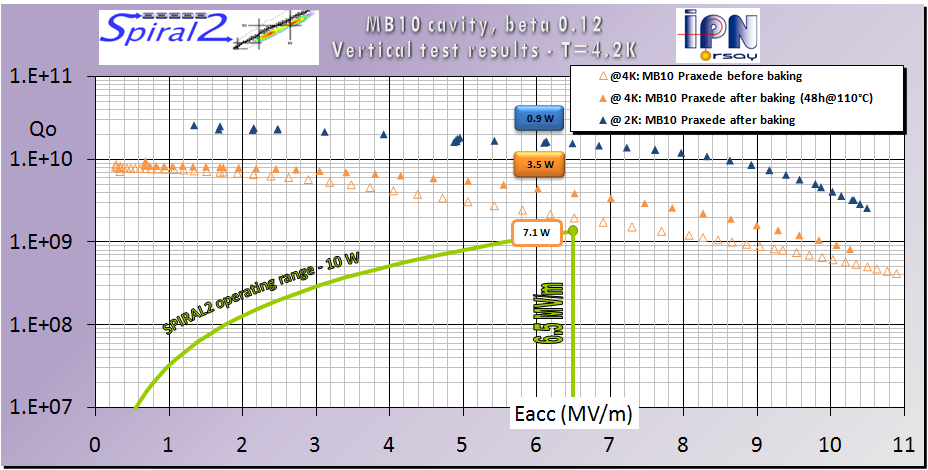 Spiral2
MB10 cavity, beta 0.12
Vertical test results - T=4.2K
IPN
Orsay
1.E+11
1.E+10
1.E+09
1.E+08
1.E+07
Qo
@4K: MB10 Praxede before baking
@ 4K: MB10 Praxede after baking (48h@110°C)
@ 2K: MB10 Praxede after baking
0.9 W
3.5 W
7.1 W
SPIRAL2 operating range - 10 W
6,5 MV/m
Eacc (MV/m)
0 1 2 3 4 5 6 7 8 9 10 11